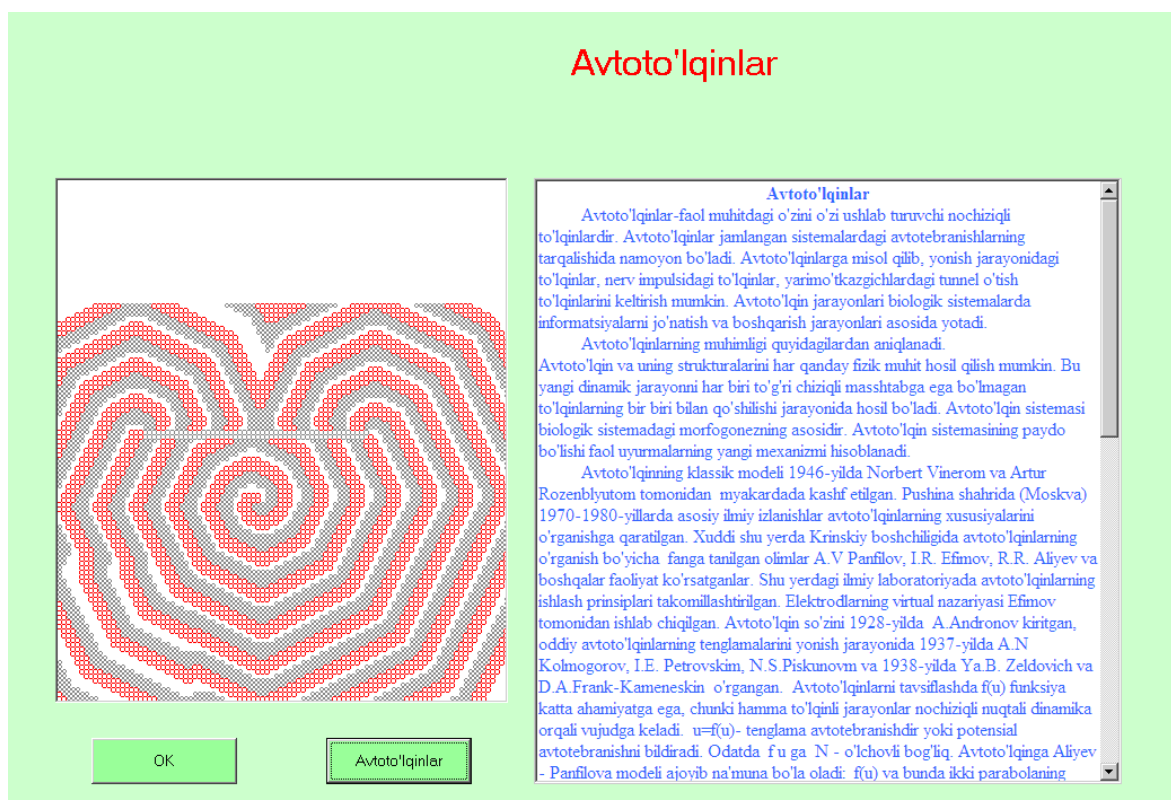 Avtoto'lqinlar
Avtoto'lqinlar
Avtoto'lqinlar-faol muhitdagi o'zini o'zi ushlab turuvchi nochiziqli
to'lqinlardir. Avtoto'lqinlar jamlangan sistemalardagi avtotebranishlarning
tarqalishida namoyon bo'ladi. Avtoto'lqinlarga misol qilib, yonish jarayonidagi
to'lqinlar, nerv impulsidagi to'lqinlar, yarimo'tkazgichlardagi tunnel o'tish
to'lqinlarini keltirish mumkin. Avtoto'lqin jarayonlari biologik sistemalarda
informatsiyalarni jo'natish va boshqarish jarayonlari asosida yotadi.
Avtoto'lqinlarning muhimligi quyidagilardan aniqlanadi.
Avtoto'lqin va uning strukturalarini har qanday fizik muhit hosil qilish mumkin. Bu
yangi dinamik jarayonni har biri to'g'ri chiziqli masshtabga ega bo'lmagan
to'lqinlarning bir biri bilan qo'shilishi jarayonida hosil bo'ladi. Avtoto'lqin sistemasi
biologik sistemadagi morfogonezning asosidir. Avtoto'lqin sistemasining paydo
bo'lishi faol uyurmalarning yangi mexanizmi hisoblanadi.
Avtoto'lqinning klassik modeli 1946-yilda Norbert Vinerom va Artur
Rozenblyutom tomonidan myakardada kashf etilgan. Pushina shahrida (Moskva)
1970-1980-yillarda asosiy ilmiy izlanishlar avtoto'lqinlarning xususiyalarini
o'rganishga qaratilgan. Xuddi shu yerda Krinskiy boshchiligida avtoto'lqinlarning
o'rganish bo'yicha fanga tanilgan olimlar A.V Panfilov, I.R. Efimov, R.R. Aliyev va
boshqalar faoliyat ko'rsatganlar. Shu yerdagi ilmiy laboratoriyada avtoto'lqinlarning
ishlash prinsiplari takomillashtirilgan. Elektrodlarning virtual nazariyasi Efimov
tomonidan ishlab chiqilgan. Avtoto'lqin so'zini 1928-yilda A.Andronov kiritgan,
oddiy avtoto'lqinlarning tenglamalarini yonish jarayonida 1937-yilda A.N
Kolmogorov, I.E. Petrovskim, N.S.Piskunovm va 1938-yilda Ya.B. Zeldovich va
D.A.Frank-Kameneskin o'rgangan. Avtoto'lqinlarni tavsiflashda f(u) funksiya
katta ahamiyatga ega, chunki hamma to'lqinli jarayonlar nochiziqli nuqtali dinamika
orqali vujudga keladi. u=f(u)- tenglama avtotebranishdir yoki potensial
avtotebranishni bildiradi. Odatda f u ga N - o'lchovli bog'liq. Avtoto'lqinga Aliyev
- Panfilova modeli ajoyib na'muna bo'la oladi: f(u) va bunda ikki parabolaning
OK
Avtoto'lqinlar